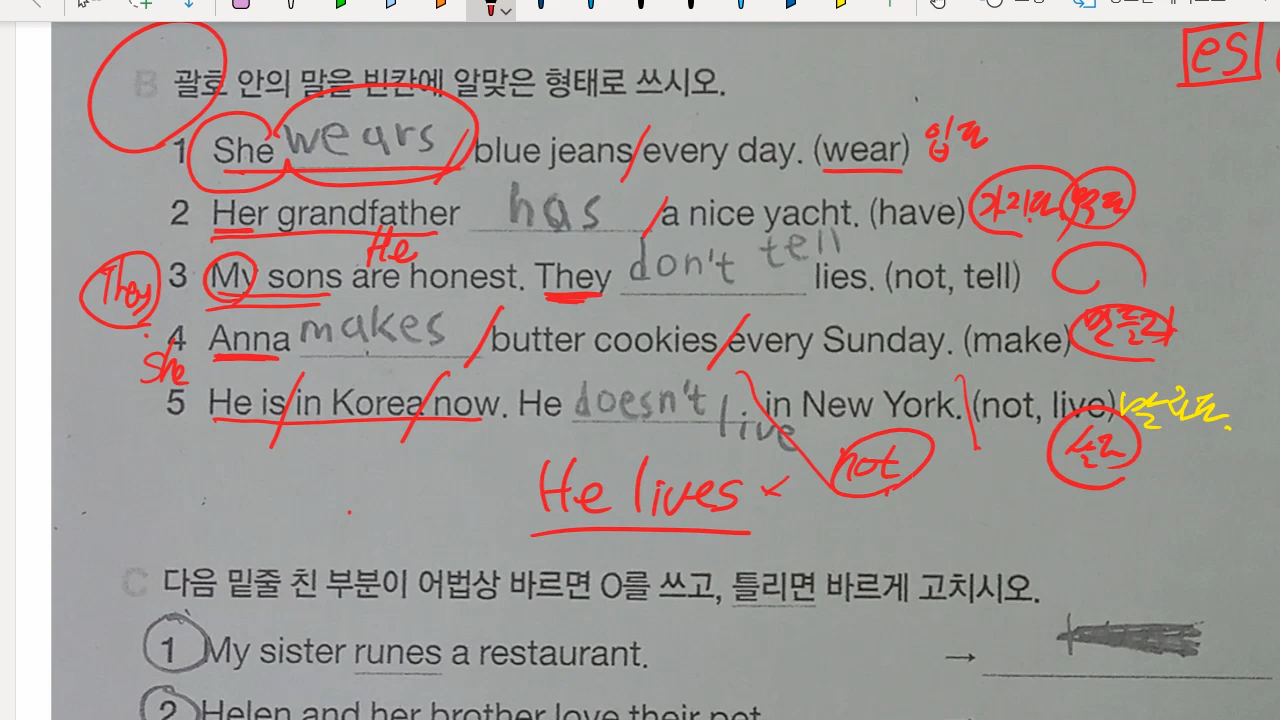 es
B 괄호 안의 말을 빈칸에 알맞은 형태로 쓰시오.
1 She wears blue jeans every day. (wear) 입다
2 Her grandfather has a nice yacht. (have) 가지다
He
They 3 My sons are honest. They don't tell lies. (not, tell)
4 Anna makes butter cookies every Sunday. (make) 만들다
she
5 He is in Korea now. He doesn't live in New York. (not, live)
살다
not
He lives ×
C 다음 밑줄 친 부분이 어법상 바르면 O를 쓰고, 틀리면 바르게 고치시오.
1 My sister runes a restaurant. →
2 Helen and her brother love their pet.